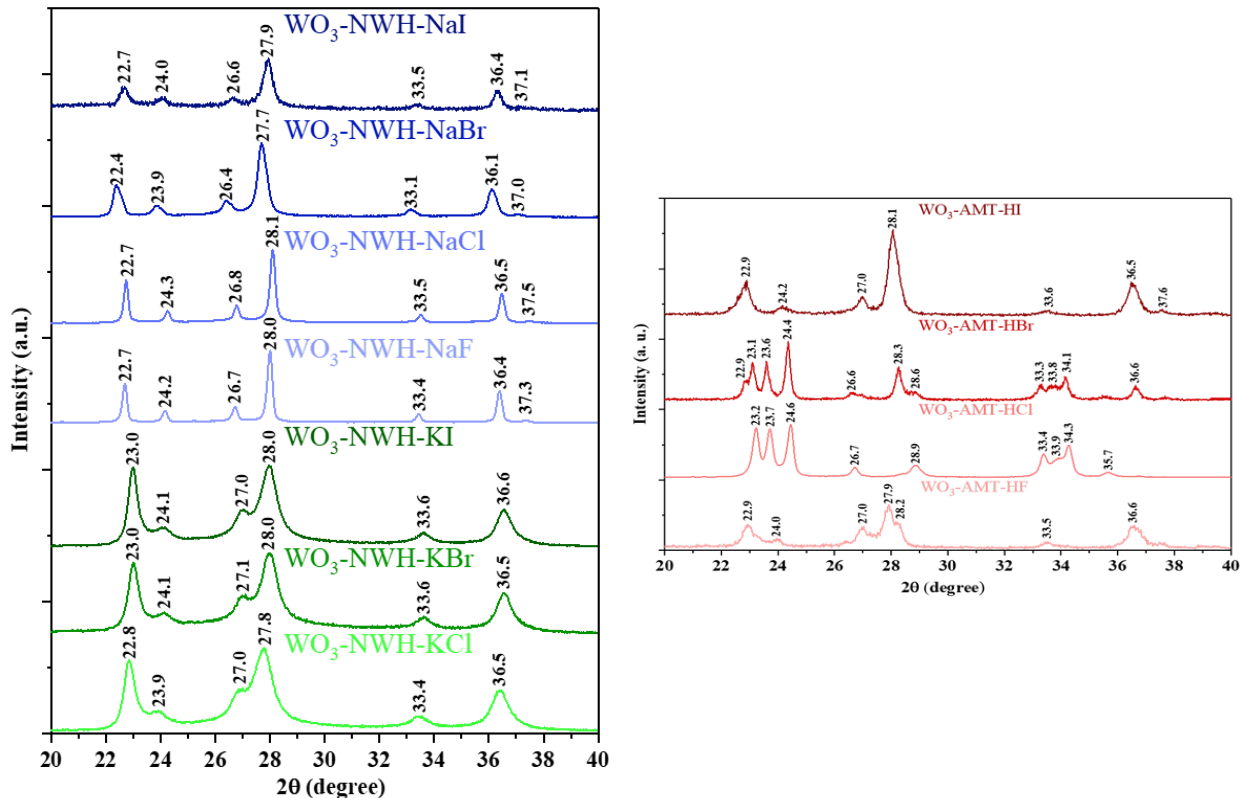 WO₃-NWH-NaI
22.7 24.0 26.6 27.9 33.5 36.4 37.1
WO₃-NWH-NaBr
22.4 23.9 26.4 27.7 33.1 36.1 37.0
WO₃-NWH-NaCl
22.7 24.3 26.8 28.1 33.5 36.5 37.5
WO₃-NWH-NaF
22.7 24.2 26.7 28.0 33.4 36.4 37.3
WO₃-NWH-KI
23.0 24.1 27.0 28.0 33.6 36.6
WO₃-NWH-KBr
23.0 24.1 27.1 28.0 33.6 36.5
WO₃-NWH-KCl
22.8 23.9 27.0 27.8 33.4 36.5
Intensity (a.u.)
20 22 24 26 28 30 32 34 36 38 40
2θ (degree)
WO₃-AMT-HI
22.9 24.2 27.0 28.1 33.6 36.5 37.6
WO₃-AMT-HBr
22.9 23.1 23.6 24.4 26.6 28.3 28.6 33.3 33.8 34.1 36.6
WO₃-AMT-HCl
23.2 23.7 24.6 26.7 28.9 33.4 33.9 34.3 35.7
WO₃-AMT-HF
22.9 24.0 27.0 27.9 28.2 33.5 36.6
Intensity (a. u.)
20 22 24 26 28 30 32 34 36 38 40
2θ (degree)